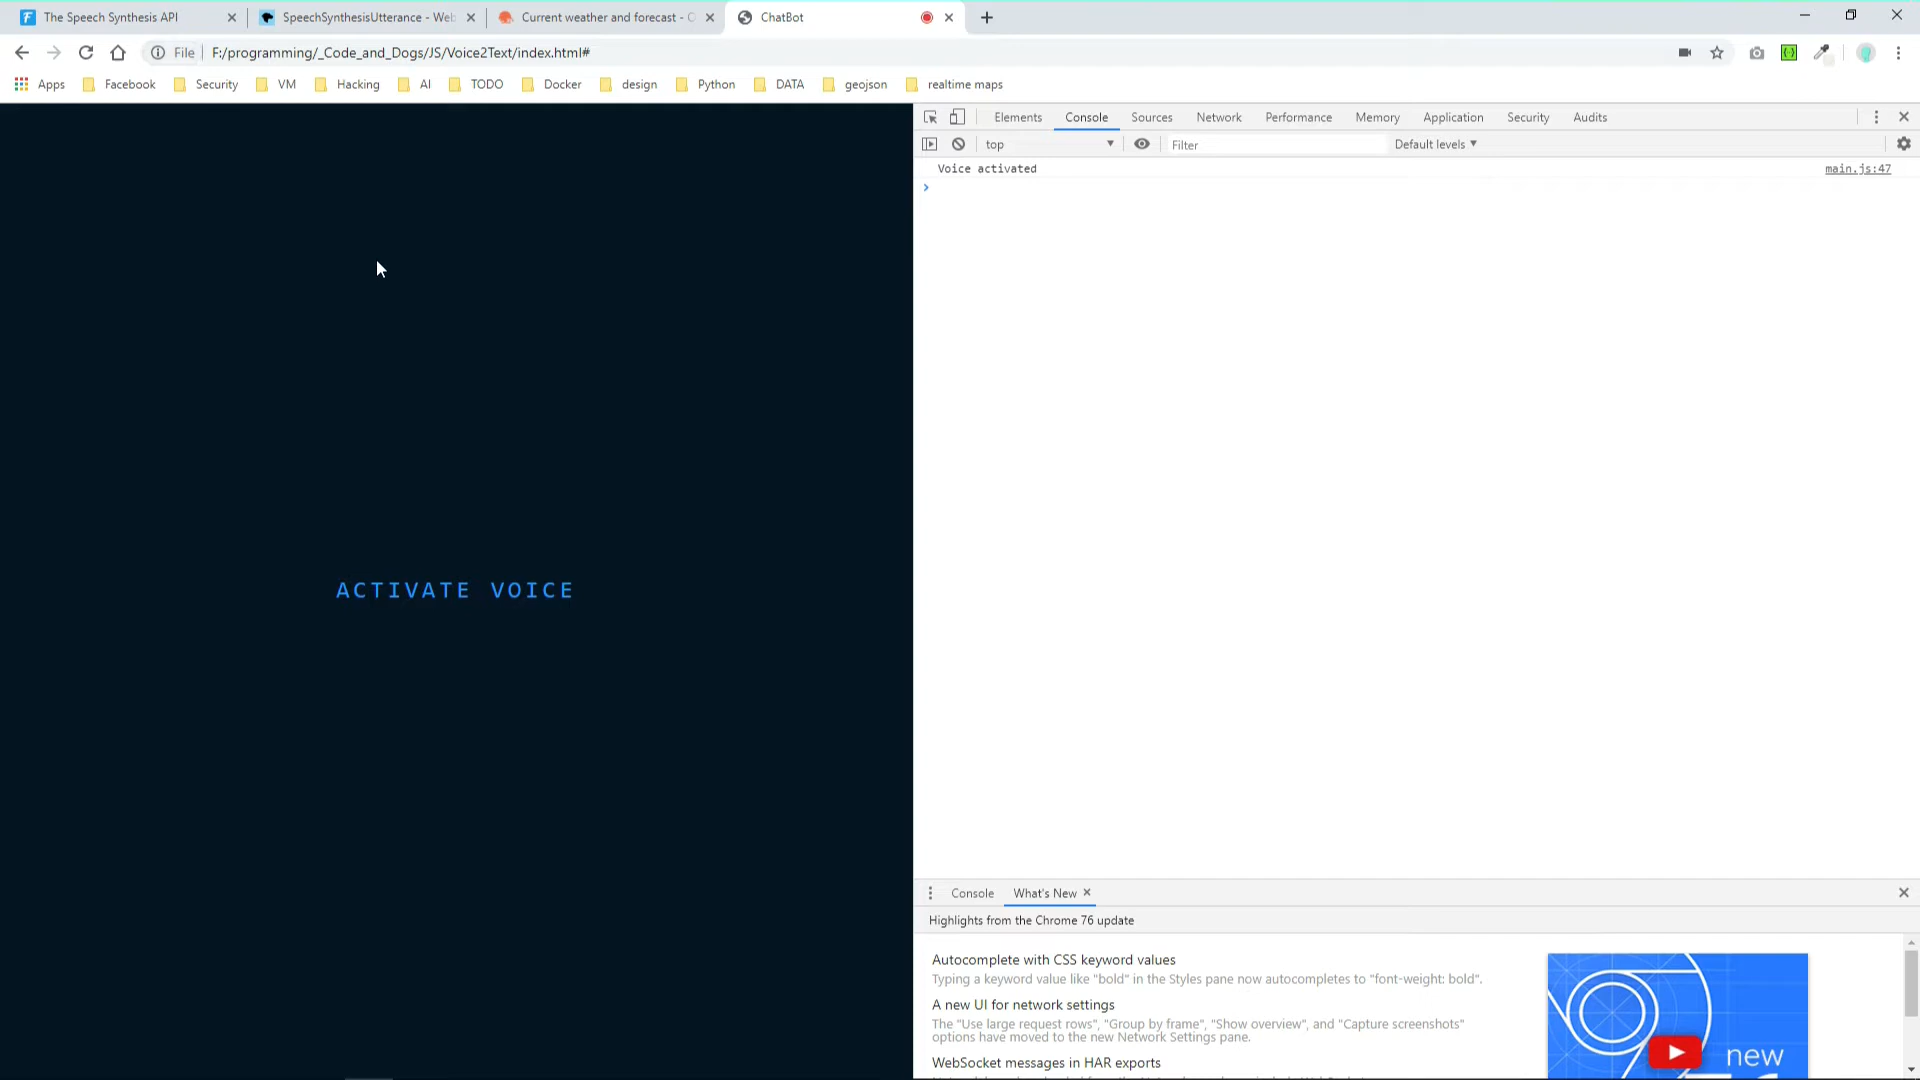 The Speech Synthesis API
SpeechSynthesisUtterance - Web
Current weather and forecast - O
ChatBot
File
F:/programming/_Code_and_Dogs/JS/Voice2Text/index.html#
Apps
Facebook
Security
VM
Hacking
AI
TODO
Docker
design
Python
DATA
geojson
realtime maps
Elements
Console
Sources
Network
Performance
Memory
Application
Security
Audits
top
Filter
Default levels
Voice activated
main.js:47
ACTIVATE VOICE
Console
What's New
Highlights from the Chrome 76 update
Autocomplete with CSS keyword values
Typing a keyword value like "bold" in the Styles pane now autocompletes to "font-weight: bold".
A new UI for network settings
The "Use large request rows", "Group by frame", "Show overview", and "Capture screenshots"
options have moved to the new Network Settings pane.
WebSocket messages in HAR exports
new